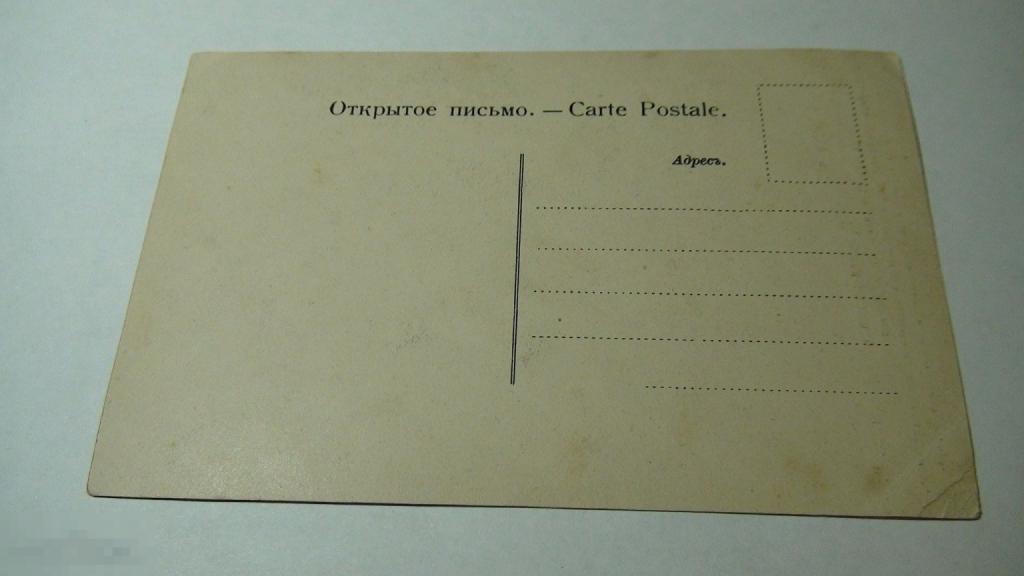 Открытое письмо. — Carte Postale.
Адресъ.